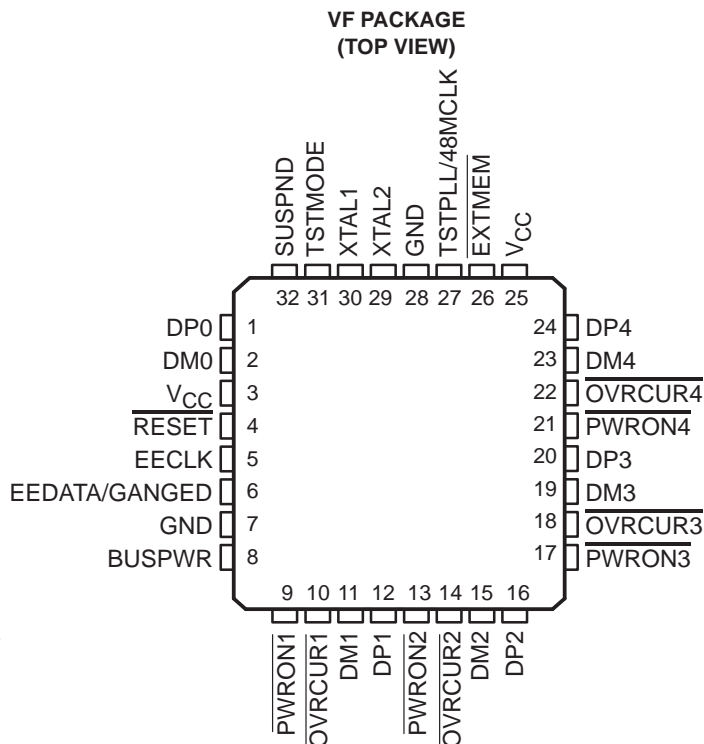 VF PACKAGE
(TOP VIEW)
SUSPND
TSTMODE
XTAL1
XTAL2
GND
TSTPLL/48MCLK
EXTMEM
VCC
32 31 30 29 28 27 26 25
DP0 1
DM0 2
VCC 3
RESET 4
EECLK 5
EEDATA/GANGED 6
GND 7
BUSPWR 8
24 DP4
23 DM4
22 OVRCUR4
21 PWRON4
20 DP3
19 DM3
18 OVRCUR3
17 PWRON3
9 10 11 12 13 14 15 16
PWRON1
OVRCUR1
DM1
DP1
PWRON2
OVRCUR2
DM2
DP2